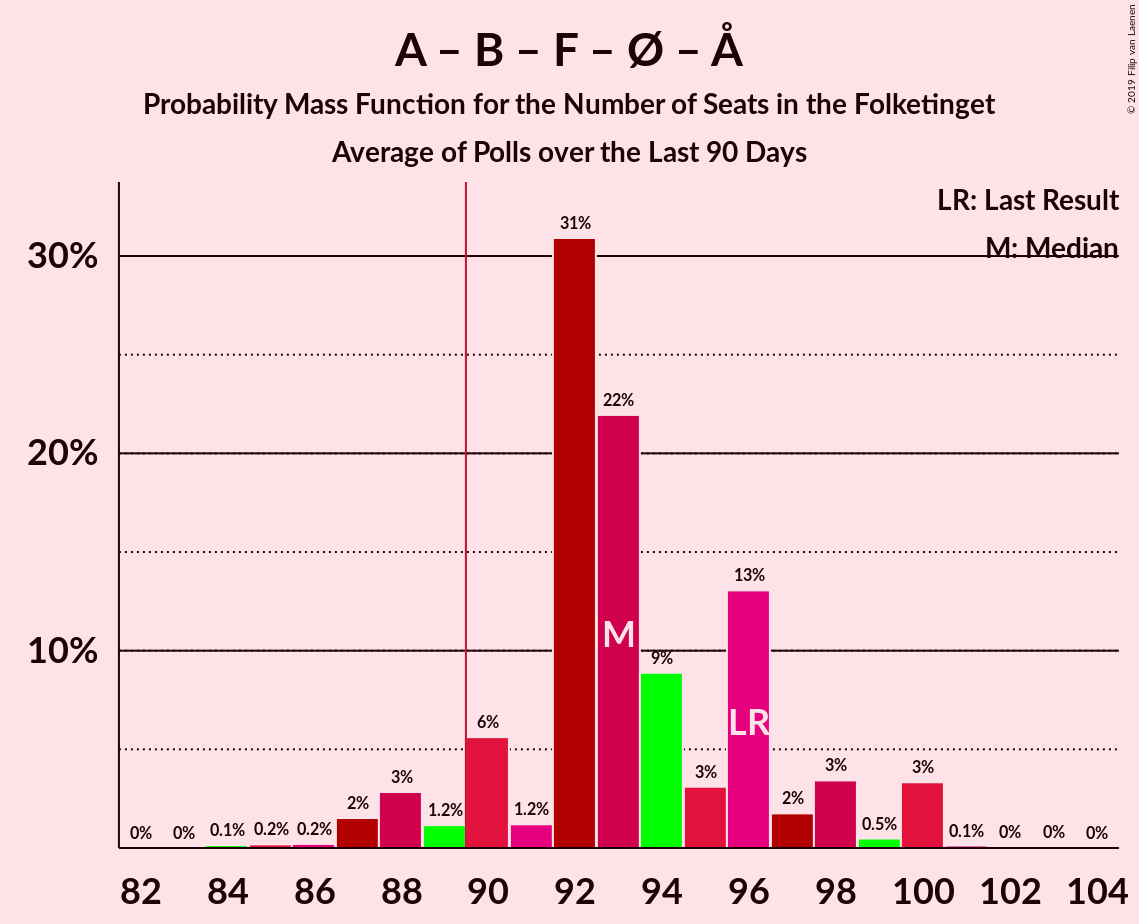 A – B – F – Ø – Å
Probability Mass Function for the Number of Seats in the Folketinget
Average of Polls over the Last 90 Days
© 2019 Filip van Laenen
LR: Last Result
M: Median
30%
20%
10%
0% 0% 0.1% 0.2% 0.2% 2% 3% 1.2% 6% 1.2% 31% 22% 9% 3% 13% 2% 3% 0.5% 3% 0.1% 0% 0% 0%
M
LR
82 84 86 88 90 92 94 96 98 100 102 104